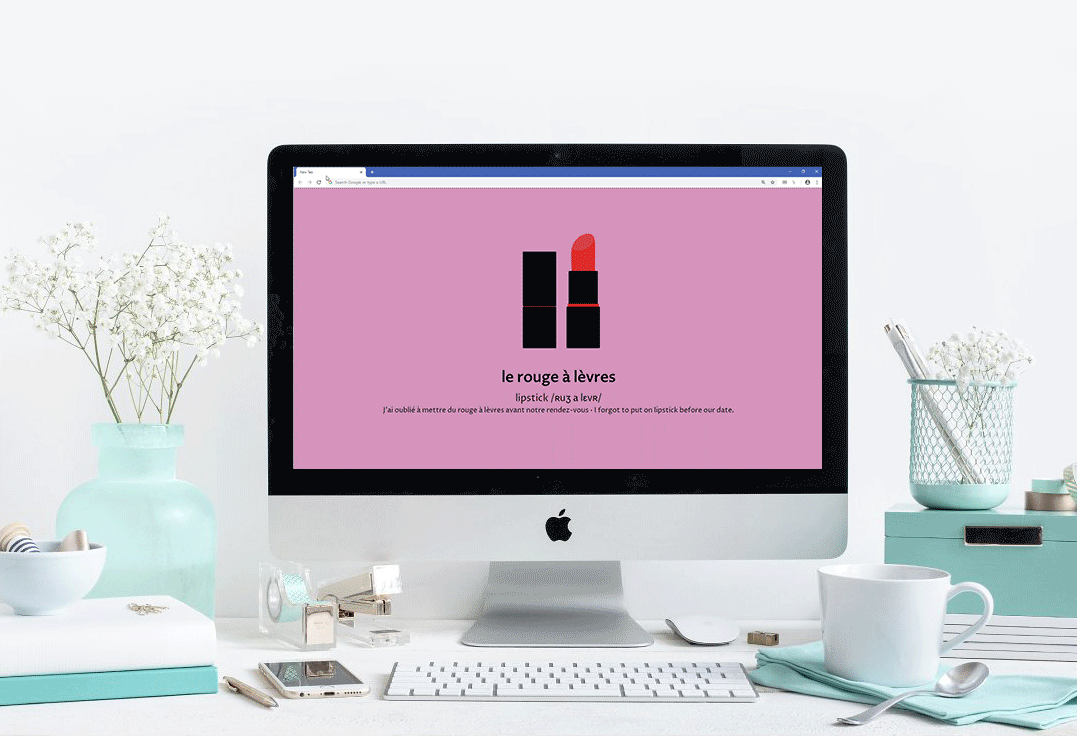 New Tab
Search Google or type a URL
le rouge à lèvres
lipstick /ʀuʒ a lɛvʀ/
J'ai oublié à mettre du rouge à lèvres avant notre rendez-vous - I forgot to put on lipstick before our date.